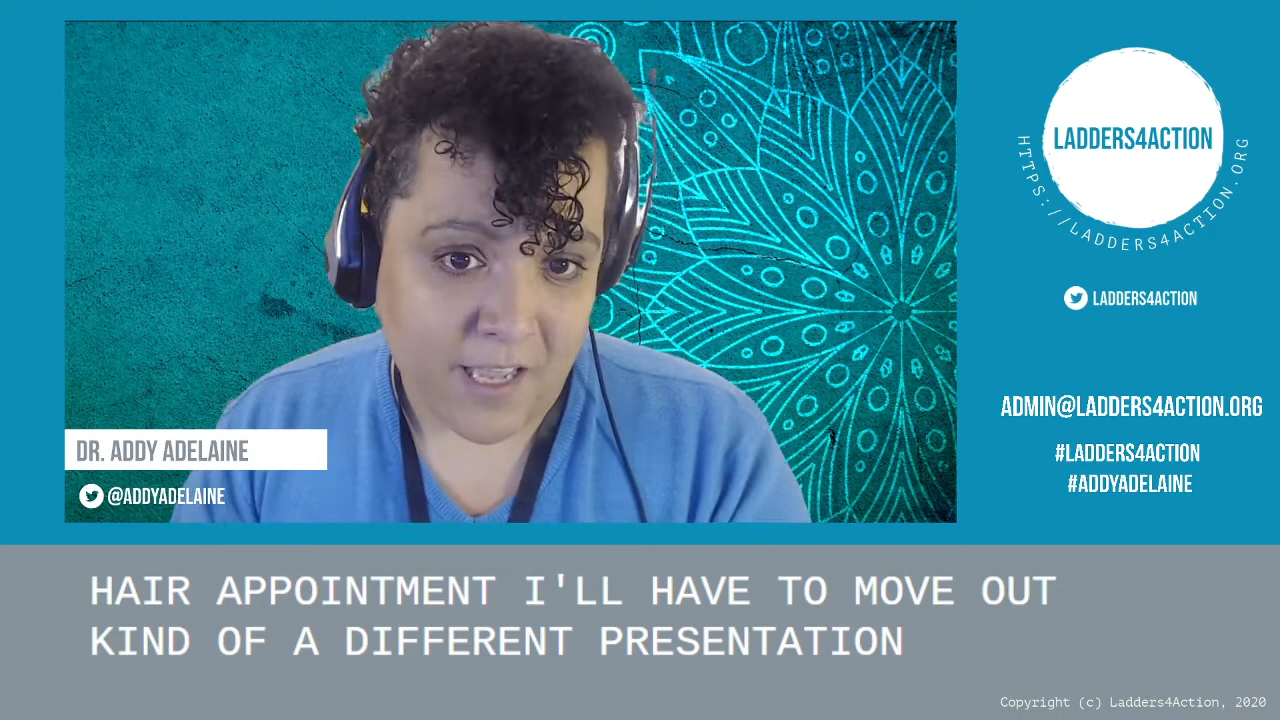 LADDERS4ACTION
HTTPS://LADDERS4ACTION.ORG
LADDERS4ACTION
ADMIN@LADDERS4ACTION.ORG
#LADDERS4ACTION
#ADDYADELAINE
DR. ADDY ADELAINE
@ADDYADELAINE
HAIR APPOINTMENT I'LL HAVE TO MOVE OUT
KIND OF A DIFFERENT PRESENTATION
Copyright (c) Ladders4Action, 2020